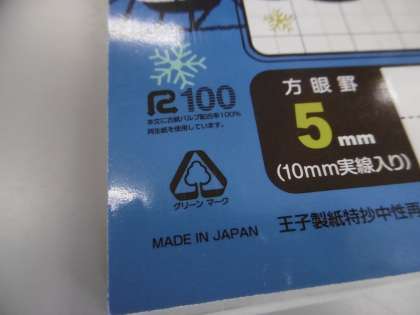 R100
本文に古紙パルプ配合率100%
再生紙を使用しています。
グリーン マーク
MADE IN JAPAN
方眼罫
5mm
(10mm実線入り)
王子製紙特抄中性再